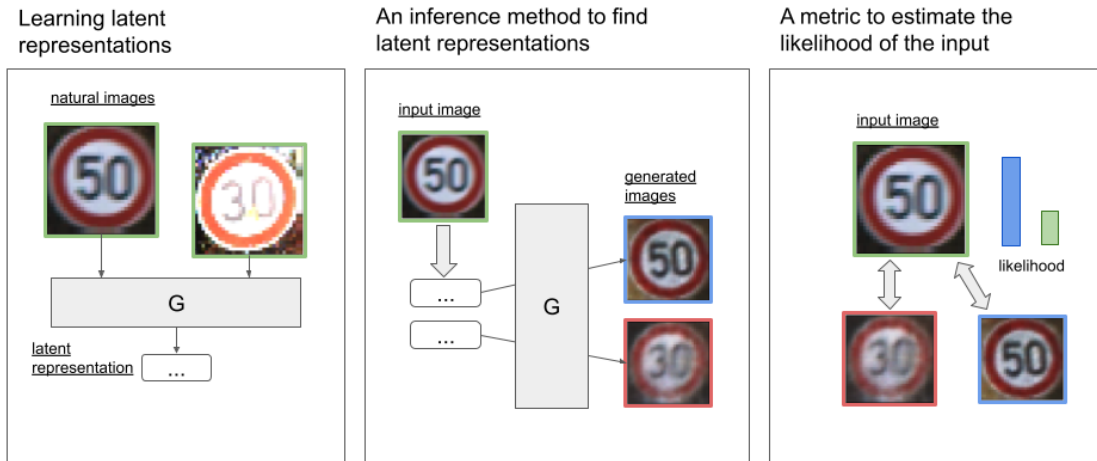 Learning latent
representations
natural images
50
30
G
latent
representation
...
An inference method to find
latent representations
input image
50
generated
images
50
...
...
G
30
A metric to estimate the
likelihood of the input
input image
50
likelihood
30
50